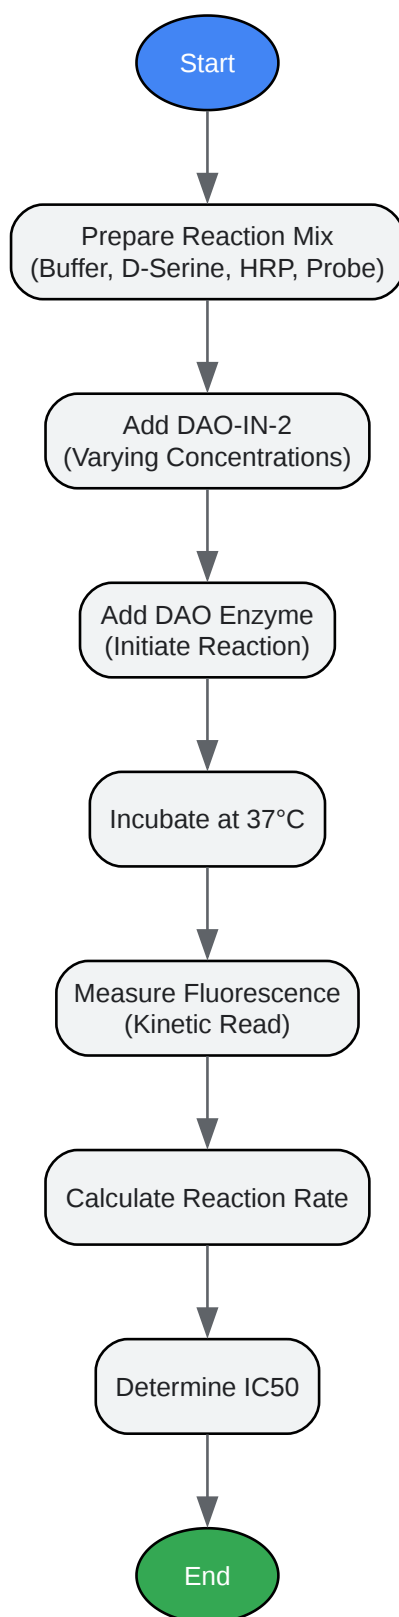 Start
Prepare Reaction Mix
(Buffer, D-Serine, HRP, Probe)
Add DAO-IN-2
(Varying Concentrations)
Add DAO Enzyme
(Initiate Reaction)
Incubate at 37°C
Measure Fluorescence
(Kinetic Read)
Calculate Reaction Rate
Determine IC50
End